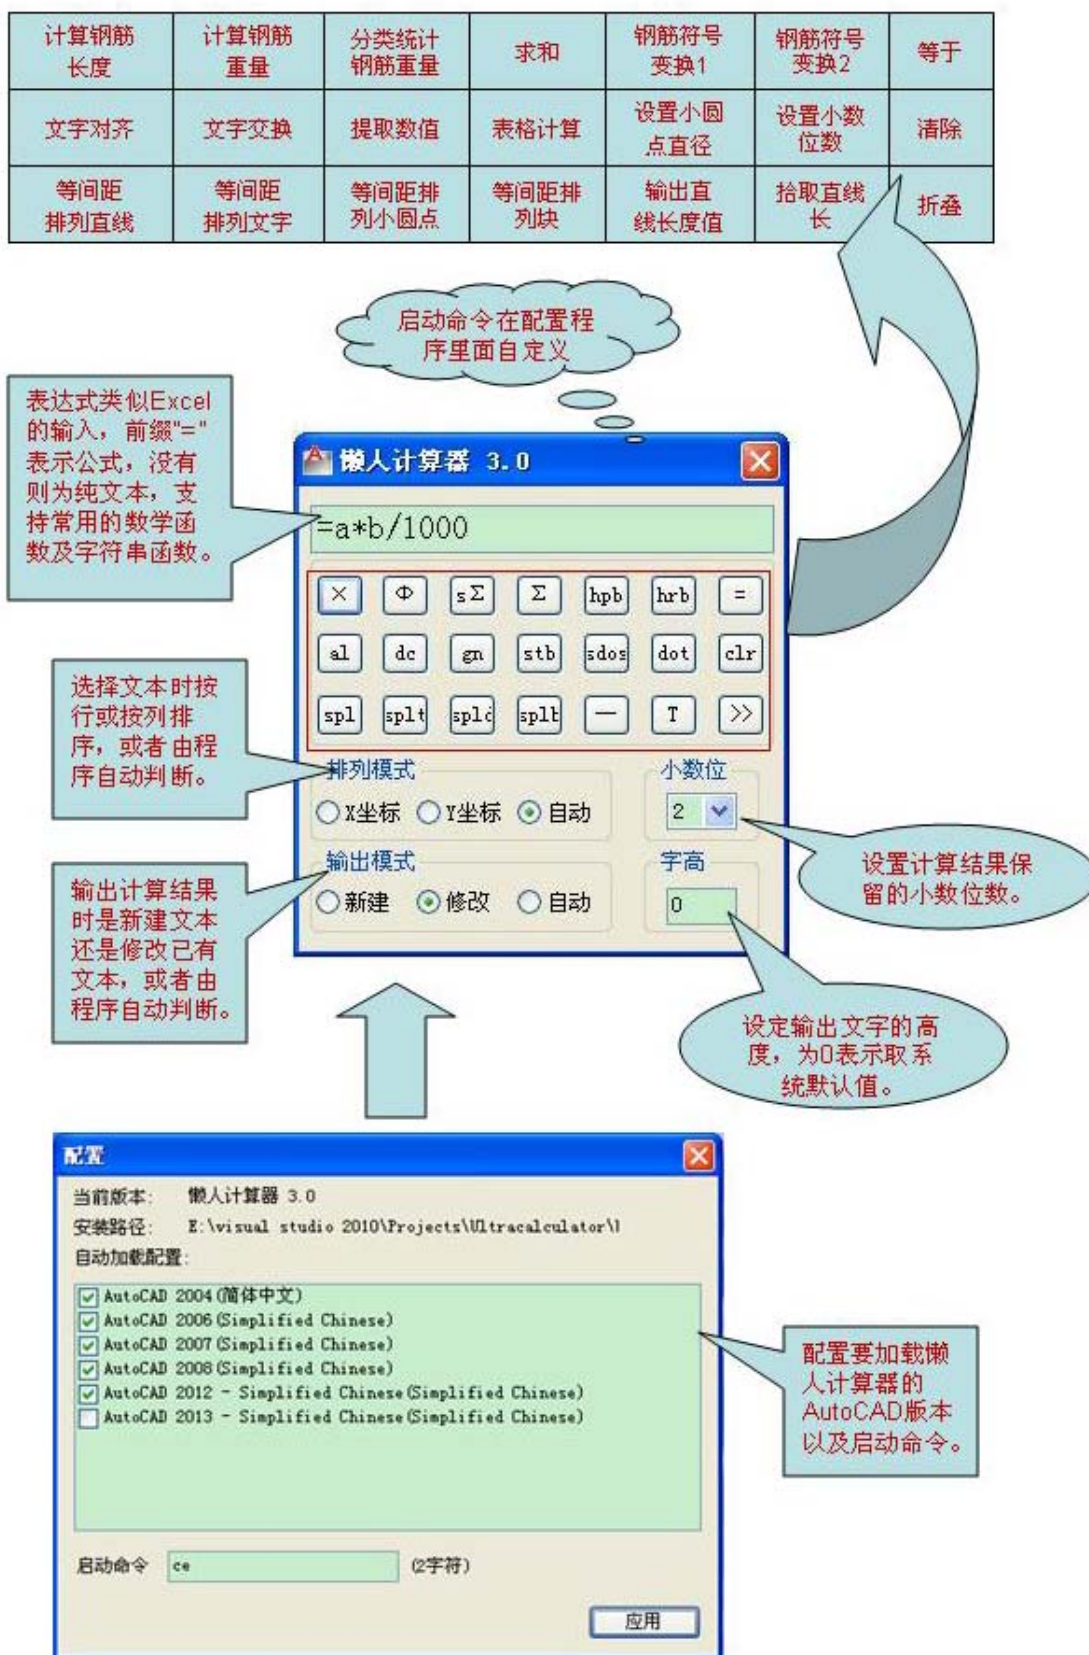 计算钢筋
长度
计算钢筋
重量
分类统计
钢筋重量
求和
钢筋符号
变换1
钢筋符号
变换2
等于
文字对齐
文字交换
提取数值
表格计算
设置小圆
点直径
设置小数
位数
清除
等间距
排列直线
等间距
排列文字
等间距排
列小圆点
等间距排
列块
输出直
线长度值
拾取直线
长
折叠
启动命令在配置程
序里面自定义
表达式类似Excel
的输入，前缀"="
表示公式，没有
则为纯文本，支
持常用的数学函
数及字符串函数。
懒人计算器 3.0
=a*b/1000
× Φ sΣ Σ hpb hrb =
al dc gn stb sdos dot clr
spl splt spld splb — T >>
选择文本时按
行或按列排
序，或者由程
序自动判断。
排列模式
X坐标 Y坐标 自动
小数位
2
设置计算结果保
留的小数位数。
输出计算结果
时是新建文本
还是修改已有
文本，或者由
程序自动判断。
输出模式
新建 修改 自动
字高
0
设定输出文字的高
度，为0表示取系
统默认值。
配置
当前版本: 懒人计算器 3.0
安装路径: E:\visual studio 2010\Projects\Ultracalculator\
自动加载配置:
AutoCAD 2004(简体中文)
AutoCAD 2006(Simplified Chinese)
AutoCAD 2007(Simplified Chinese)
AutoCAD 2008(Simplified Chinese)
AutoCAD 2012 - Simplified Chinese(Simplified Chinese)
AutoCAD 2013 - Simplified Chinese(Simplified Chinese)
配置要加载懒
人计算器的
AutoCAD版本
以及启动命令。
启动命令 ce (2字符)
应用